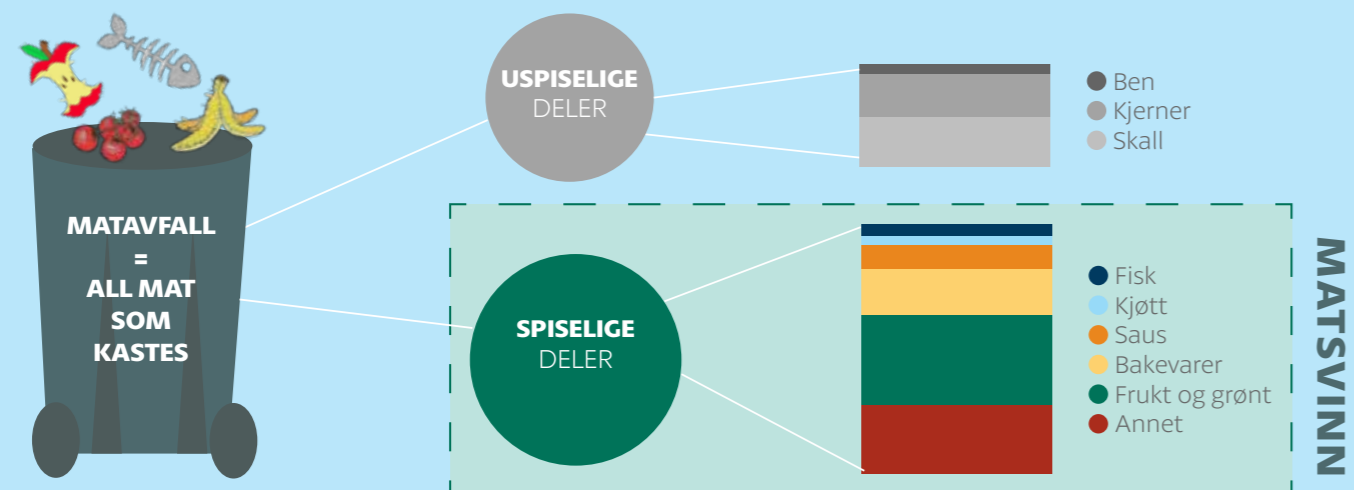 MATAVFALL
=
ALL MAT
SOM
KASTES
USPISELIGE
DELER
Ben
Kjerner
Skall
SPISELIGE
DELER
Fisk
Kjøtt
Saus
Bakevarer
Frukt og grønt
Annet
MATSVINN